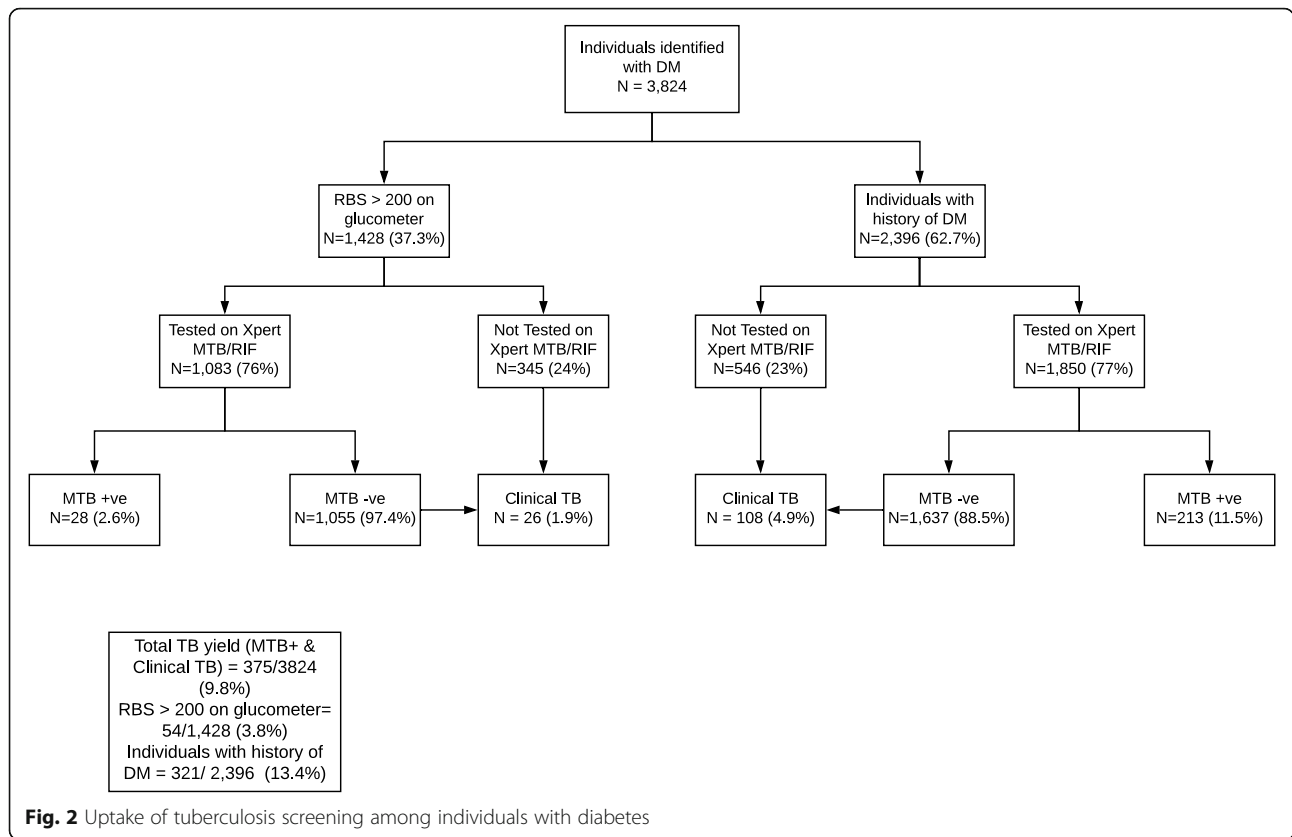 Individuals identified
with DM
N = 3,824
RBS > 200 on
glucometer
N=1,428 (37.3%)
Individuals with
history of DM
N=2,396 (62.7%)
Tested on Xpert
MTB/RIF
N=1,083 (76%)
Not Tested on
Xpert MTB/RIF
N=345 (24%)
Not Tested on
Xpert MTB/RIF
N=546 (23%)
Tested on Xpert
MTB/RIF
N=1,850 (77%)
MTB +ve
N=28 (2.6%)
MTB -ve
N=1,055 (97.4%)
Clinical TB
N = 26 (1.9%)
Clinical TB
N = 108 (4.9%)
MTB -ve
N=1,637 (88.5%)
MTB +ve
N=213 (11.5%)
Total TB yield (MTB+ &
Clinical TB) = 375/3824
(9.8%)
RBS > 200 on glucometer=
54/1,428 (3.8%)
Individuals with history of
DM = 321/ 2,396 (13.4%)
Fig. 2 Uptake of tuberculosis screening among individuals with diabetes